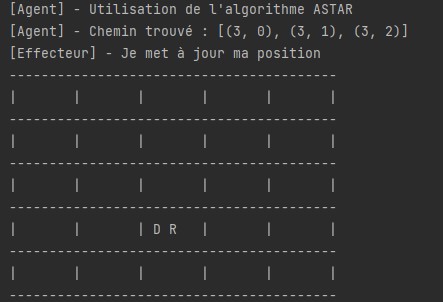 [Agent] - Utilisation de l'algorithme ASTAR
[Agent] - Chemin trouvé : [(3, 0), (3, 1), (3, 2)]
[Effecteur] - Je met à jour ma position
-----------------------------------------
|       |       |       |       |       |
-----------------------------------------
|       |       |       |       |       |
-----------------------------------------
|       |       |       |       |       |
-----------------------------------------
|       |       | D R   |       |       |
-----------------------------------------
|       |       |       |       |       |
-----------------------------------------